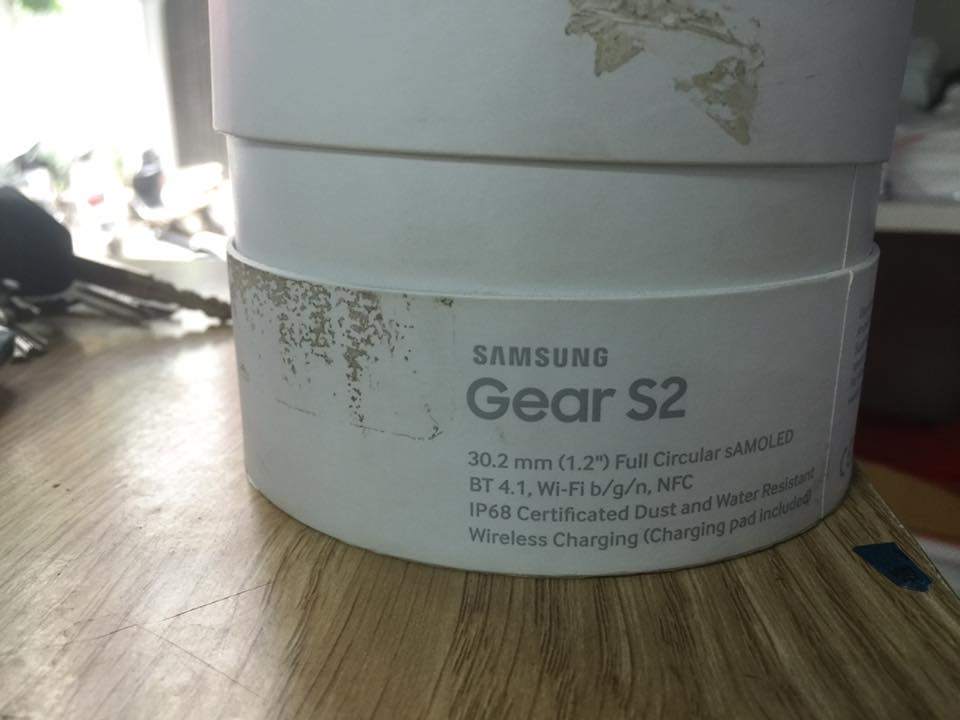 SAMSUNG
Gear S2
30.2 mm (1.2") Full Circular sAMOLED
BT 4.1, Wi-Fi b/g/n, NFC
IP68 Certificated Dust and Water Resistant
Wireless Charging (Charging pad included)